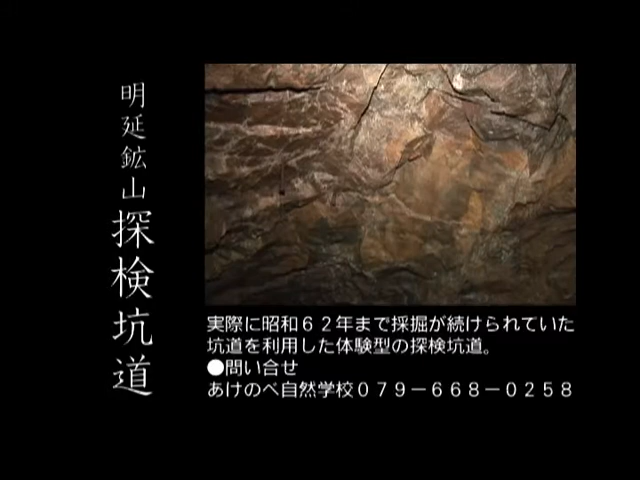 明延鉱山探検坑道
実際に昭和６２年まで採掘が続けられていた
坑道を利用した体験型の探検坑道。
●問い合せ
あけのべ自然学校０７９－６６８－０２５８